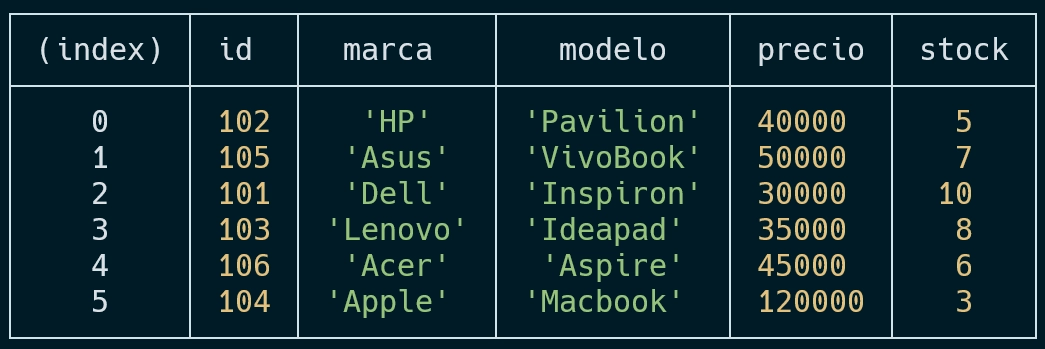 (index) id marca modelo precio stock
0 102 'HP' 'Pavilion' 40000 5
1 105 'Asus' 'VivoBook' 50000 7
2 101 'Dell' 'Inspiron' 30000 10
3 103 'Lenovo' 'Ideapad' 35000 8
4 106 'Acer' 'Aspire' 45000 6
5 104 'Apple' 'Macbook' 120000 3